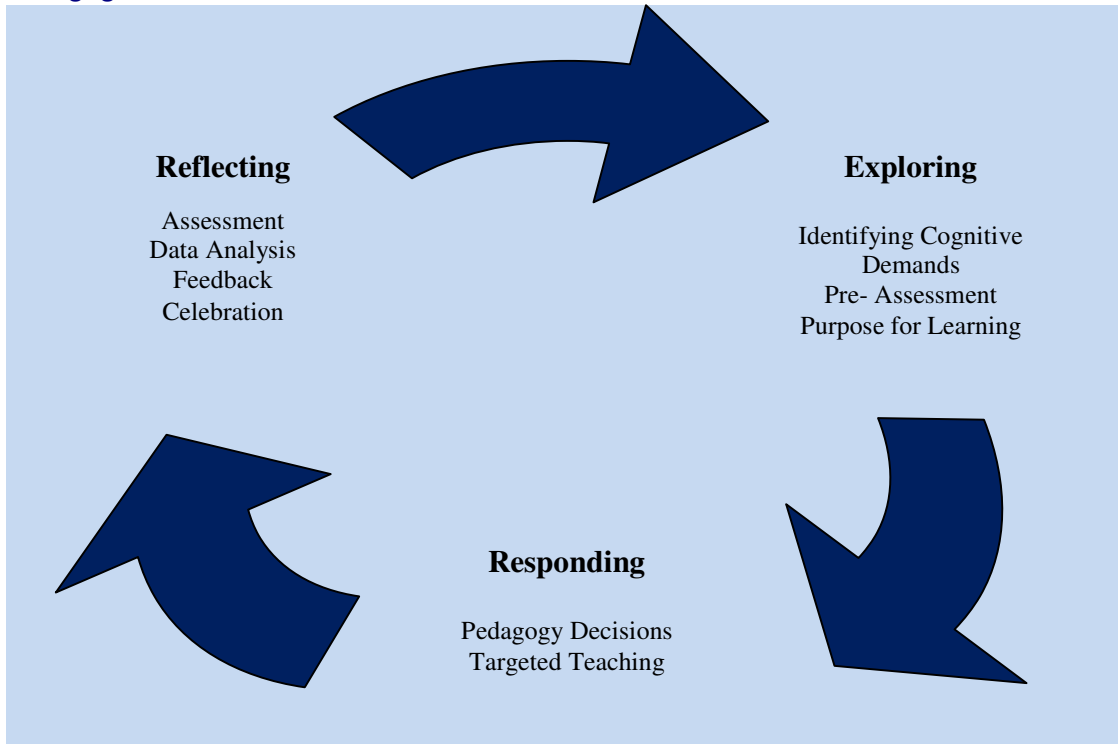 Reflecting
Assessment
Data Analysis
Feedback
Celebration
Exploring
Identifying Cognitive
Demands
Pre- Assessment
Purpose for Learning
Responding
Pedagogy Decisions
Targeted Teaching